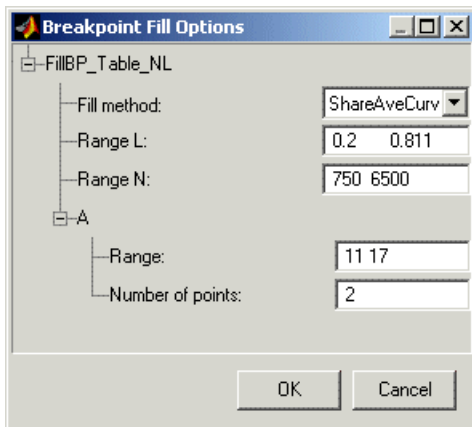 Breakpoint Fill Options
FillBP_Table_NL
Fill method: ShareAveCurv
Range L: 0.2 0.811
Range N: 750 6500
A
Range: 11 17
Number of points: 2
OK Cancel